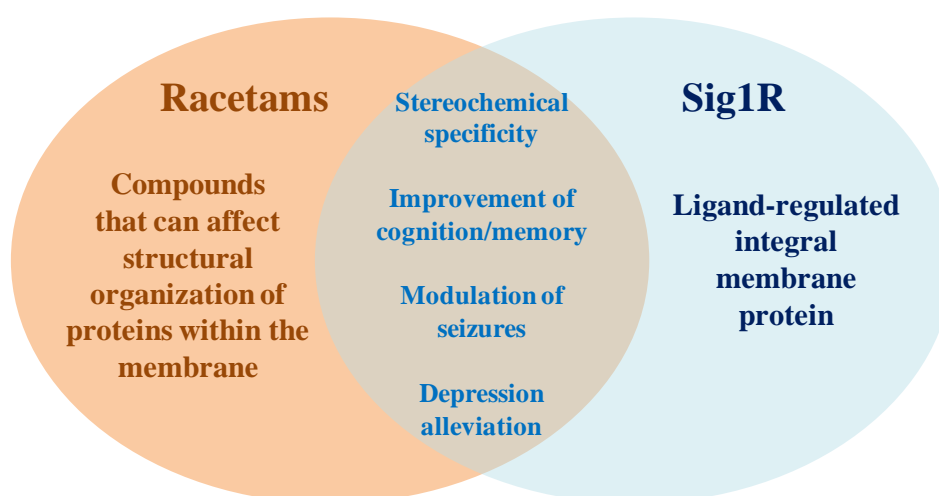 Racetams
Compounds
that can affect
structural
organization of
proteins within the
membrane
Stereochemical
specificity
Improvement of
cognition/memory
Modulation of
seizures
Depression
alleviation
Sig1R
Ligand-regulated
integral
membrane
protein